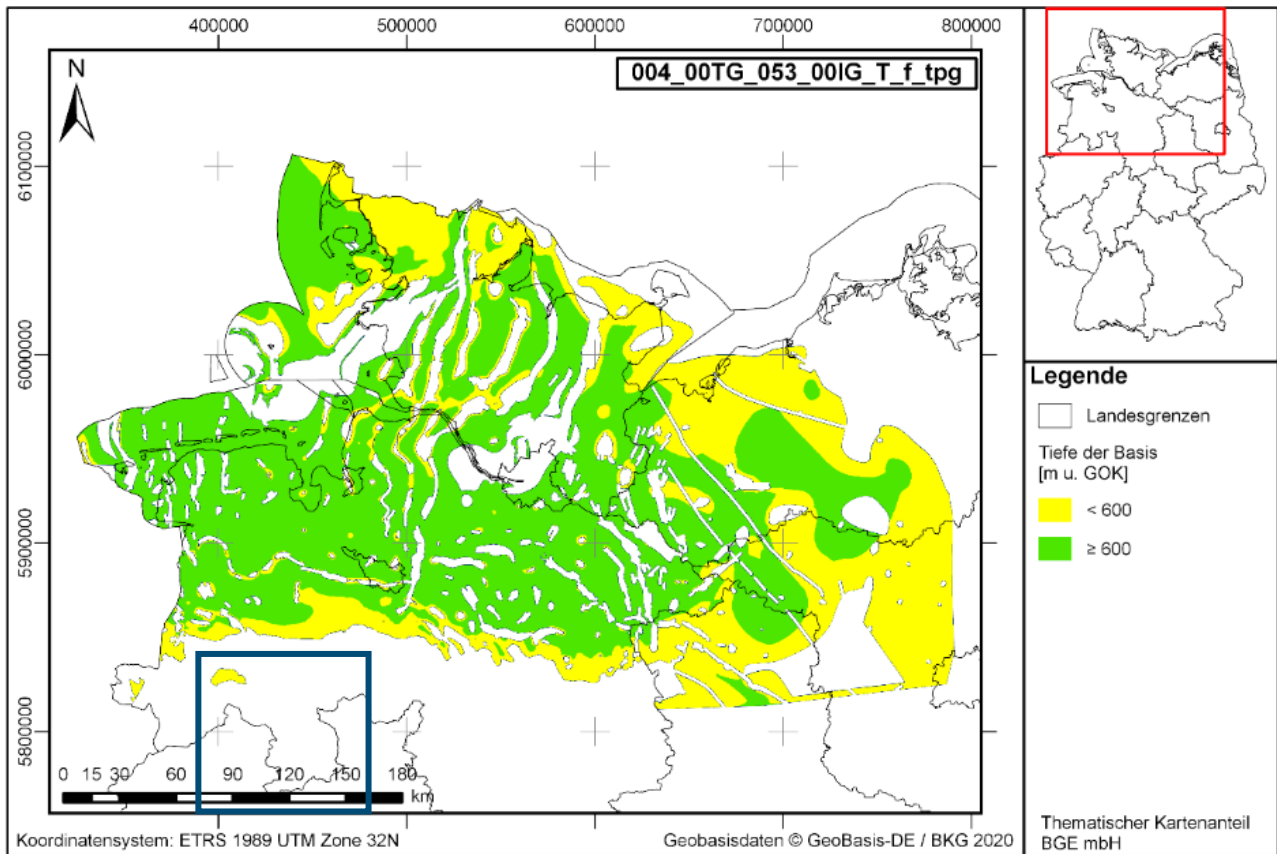 400000 500000 600000 700000 800000
N
004_00TG_053_00IG_T_f_tpg
6100000
6000000
5900000
5800000
0 15 30 60 90 120 150 180
km
Koordinatensystem: ETRS 1989 UTM Zone 32N
Geobasisdaten © GeoBasis-DE / BKG 2020
Legende
Landesgrenzen
Tiefe der Basis
[m u. GOK]
< 600
≥ 600
Thematischer Kartenanteil
BGE mbH